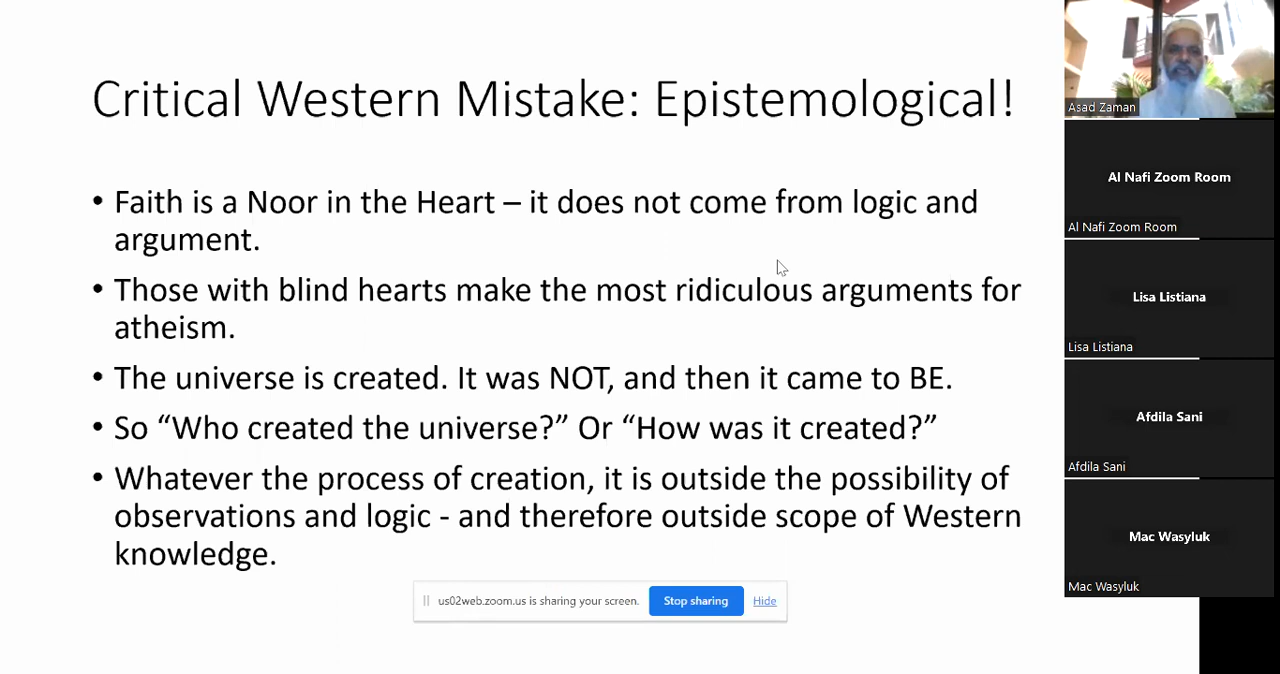 Critical Western Mistake: Epistemological!
• Faith is a Noor in the Heart – it does not come from logic and
argument.
• Those with blind hearts make the most ridiculous arguments for
atheism.
• The universe is created. It was NOT, and then it came to BE.
• So “Who created the universe?” Or “How was it created?”
• Whatever the process of creation, it is outside the possibility of
observations and logic - and therefore outside scope of Western
knowledge.
us02web.zoom.us is sharing your screen.
Stop sharing
Hide
Asad Zaman
Al Nafi Zoom Room
Al Nafi Zoom Room
Lisa Listiana
Lisa Listiana
Afdila Sani
Afdila Sani
Mac Wasyluk
Mac Wasyluk